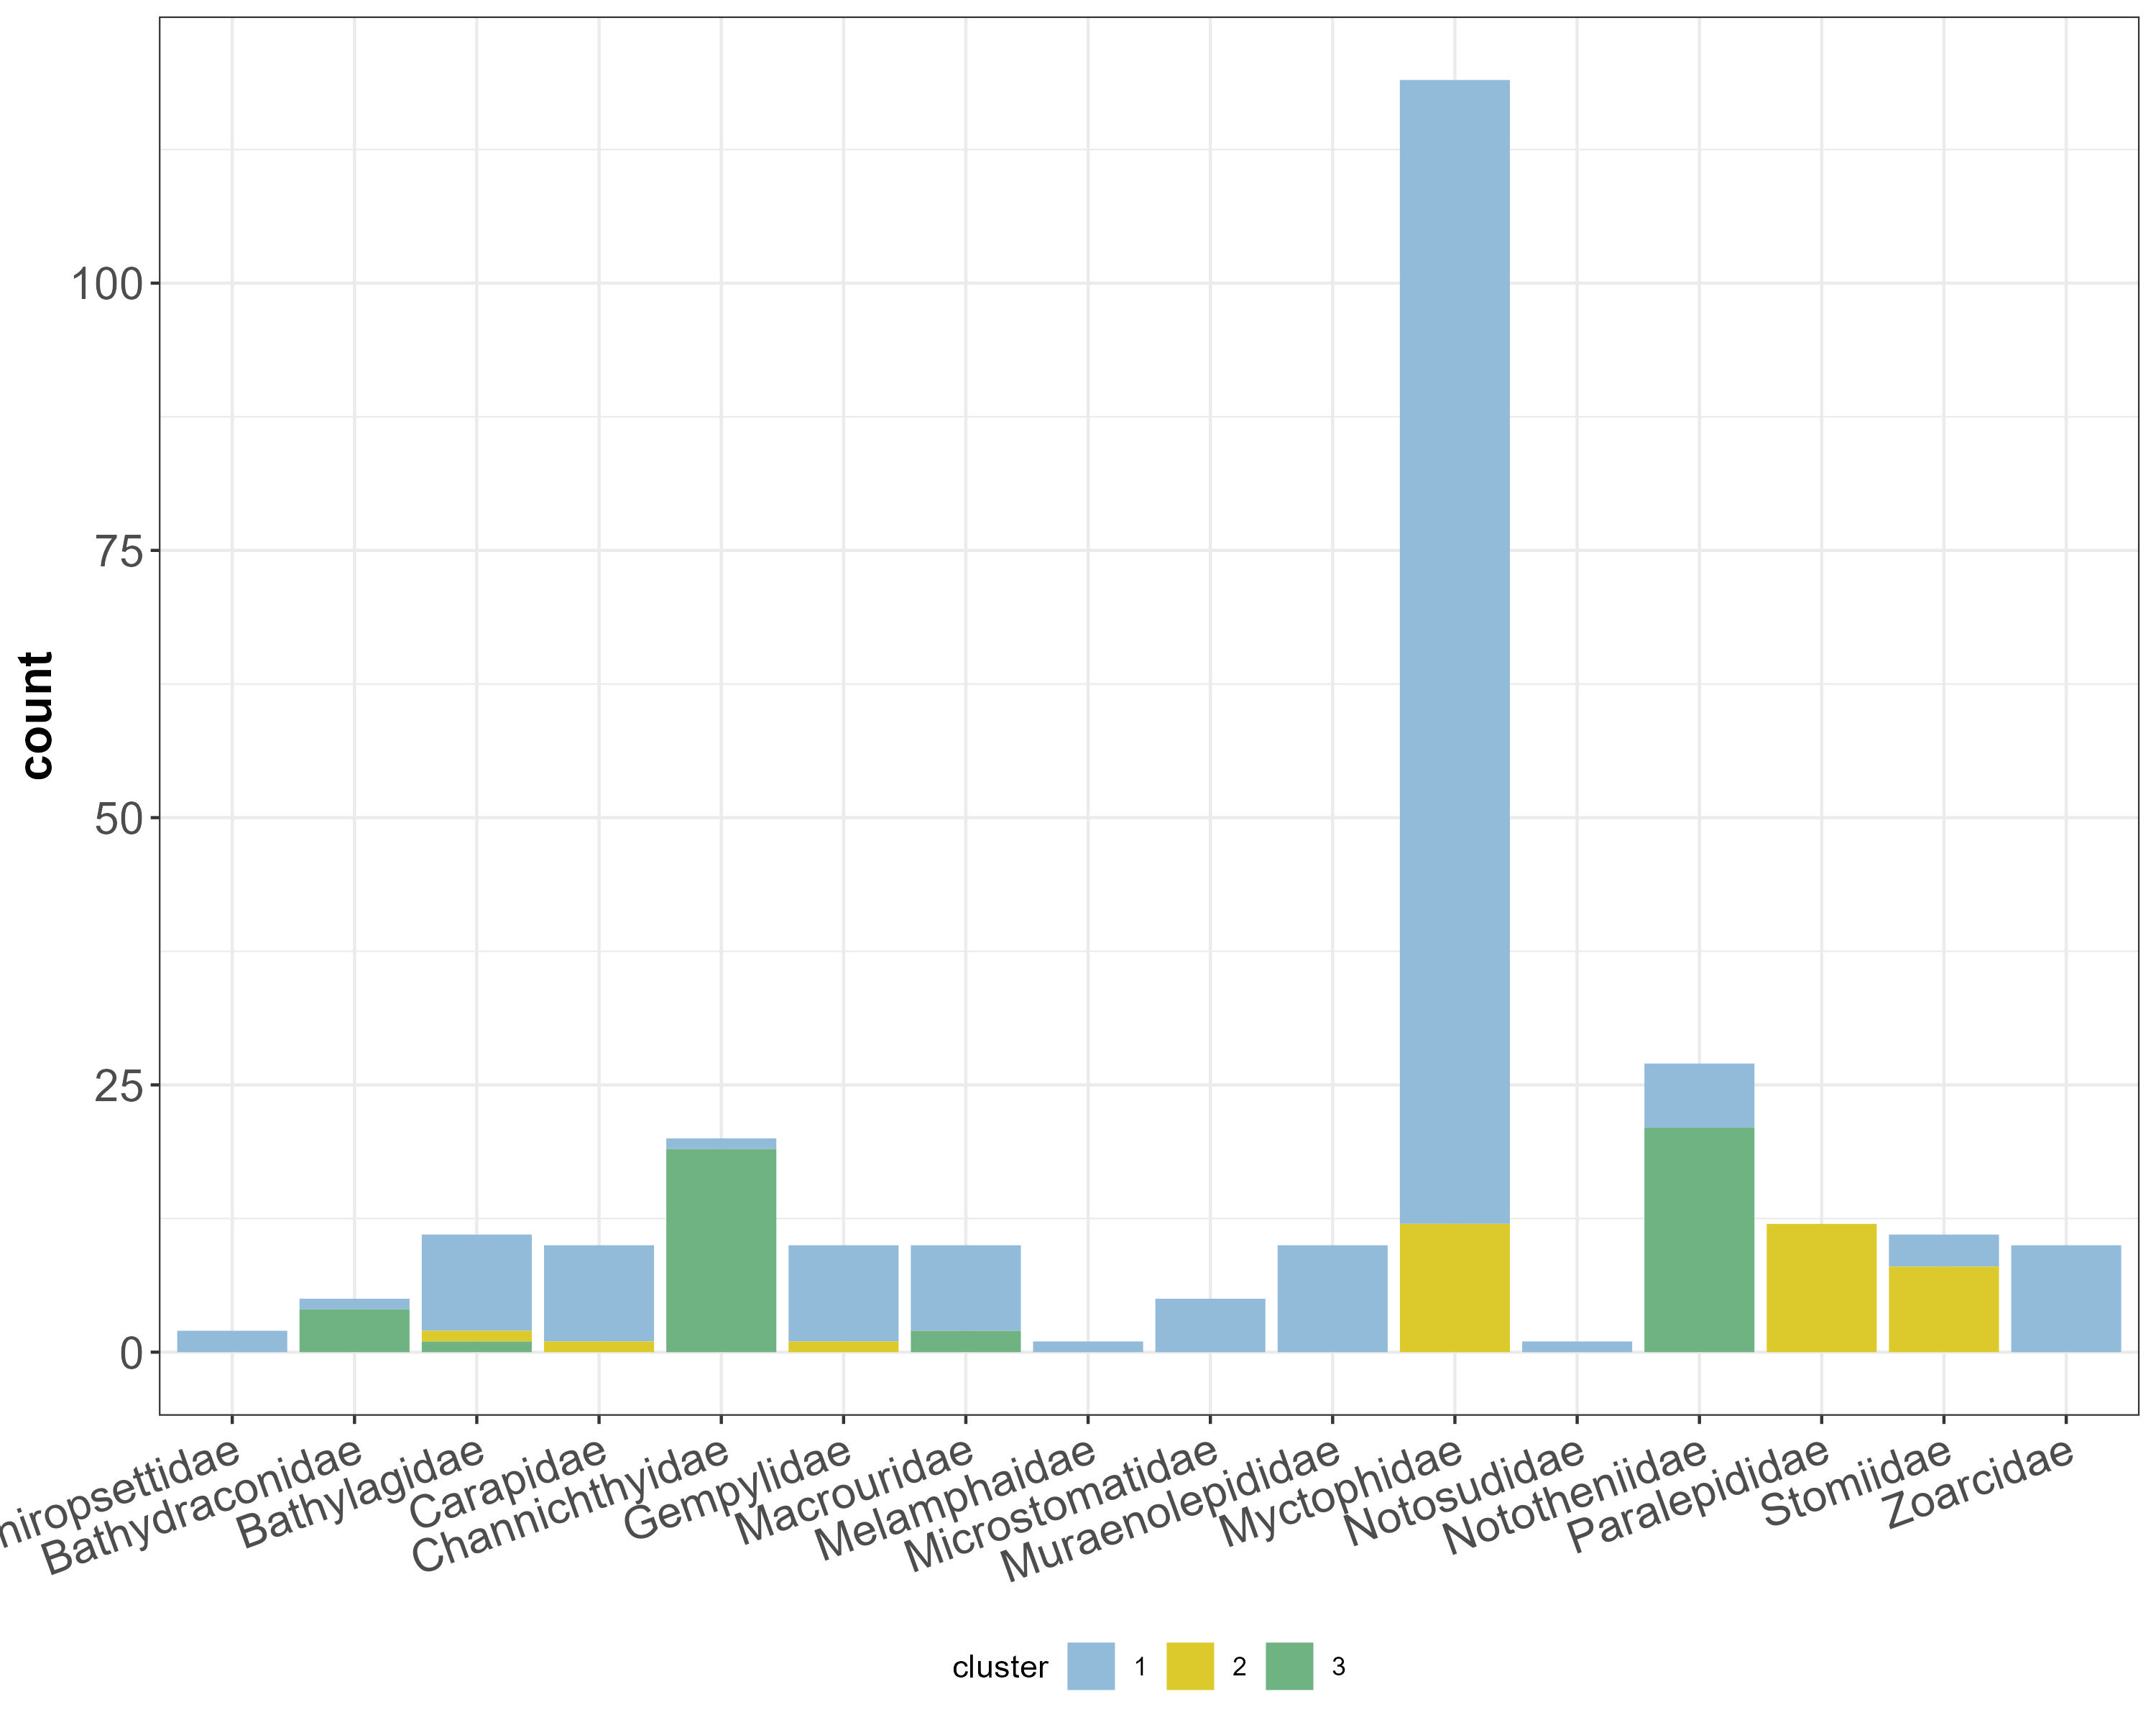 count
100
75
50
25
0
Bathydraconidae
Bathylagidae
Carapidae
Channichthyidae
Gempylidae
Macrouridae
Melamphaidae
Microstomatidae
Muraenolepididae
Myctophidae
Notosudidae
Nototheniidae
Paralepididae
Stomiidae
Zoarcidae
cluster 1 2 3